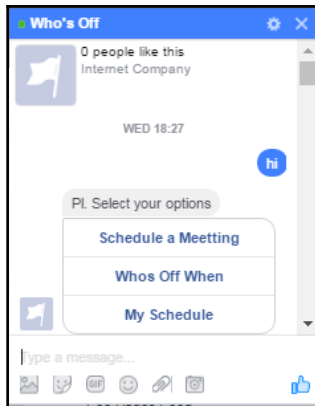 Who's Off
0 people like this
Internet Company
WED 18:27
hi
Pl. Select your options
Schedule a Meetting
Whos Off When
My Schedule
Type a message...
GIF